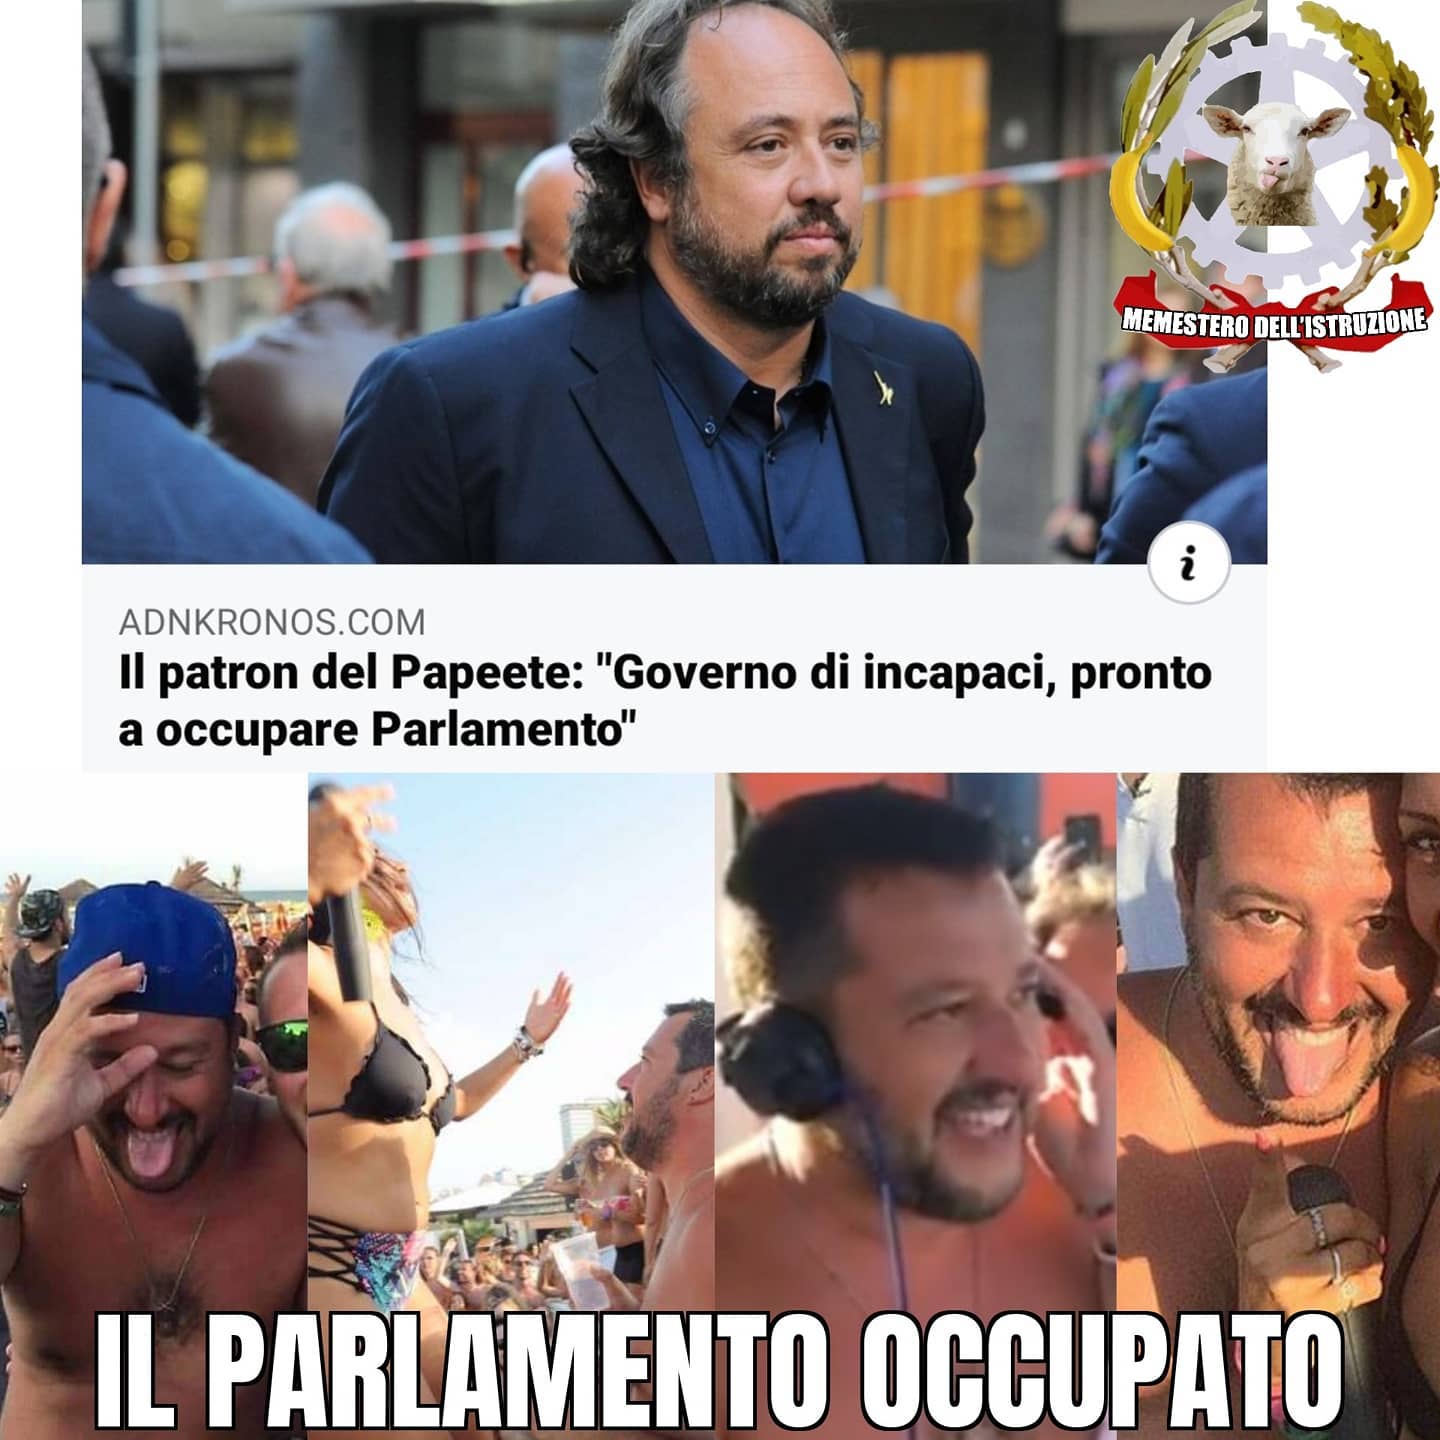 MEMESTERO DELL'ISTRUZIONE
i
ADNKRONOS.COM
Il patron del Papeete: "Governo di incapaci, pronto
a occupare Parlamento"
IL PARLAMENTO OCCUPATO